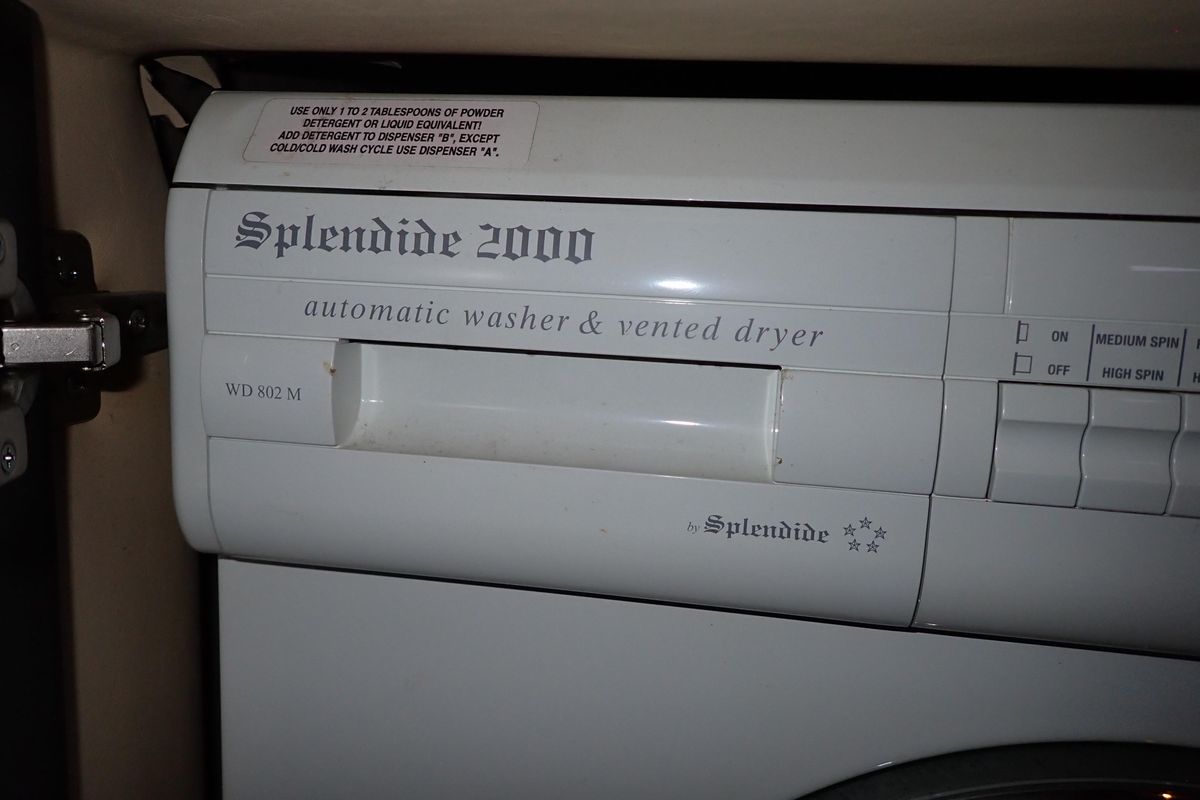 USE ONLY 1 TO 2 TABLESPOONS OF POWDER
DETERGENT OR LIQUID EQUIVALENT!
ADD DETERGENT TO DISPENSER "B", EXCEPT
COLD/COLD WASH CYCLE USE DISPENSER "A".
Splendide 2000
automatic washer & vented dryer
WD 802 M
by Splendide
ON
OFF
MEDIUM SPIN
HIGH SPIN